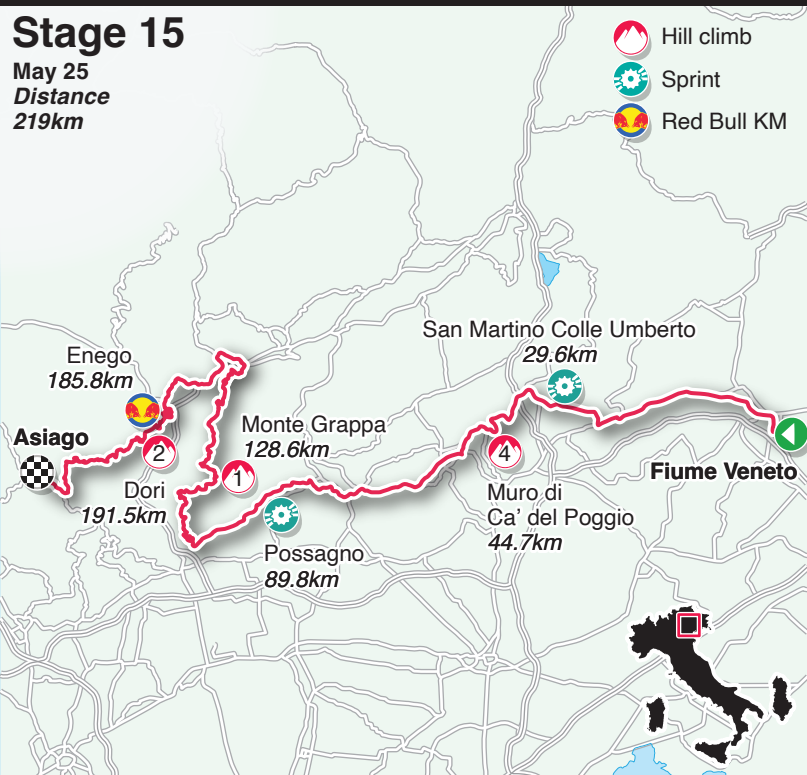 Stage 15
May 25
Distance
219km
Hill climb
Sprint
Red Bull KM
San Martino Colle Umberto
29.6km
Enego
185.8km
Monte Grappa
128.6km
Asiago
2
4
1
Fiume Veneto
Dori
191.5km
Muro di
Ca’ del Poggio
44.7km
Possagno
89.8km